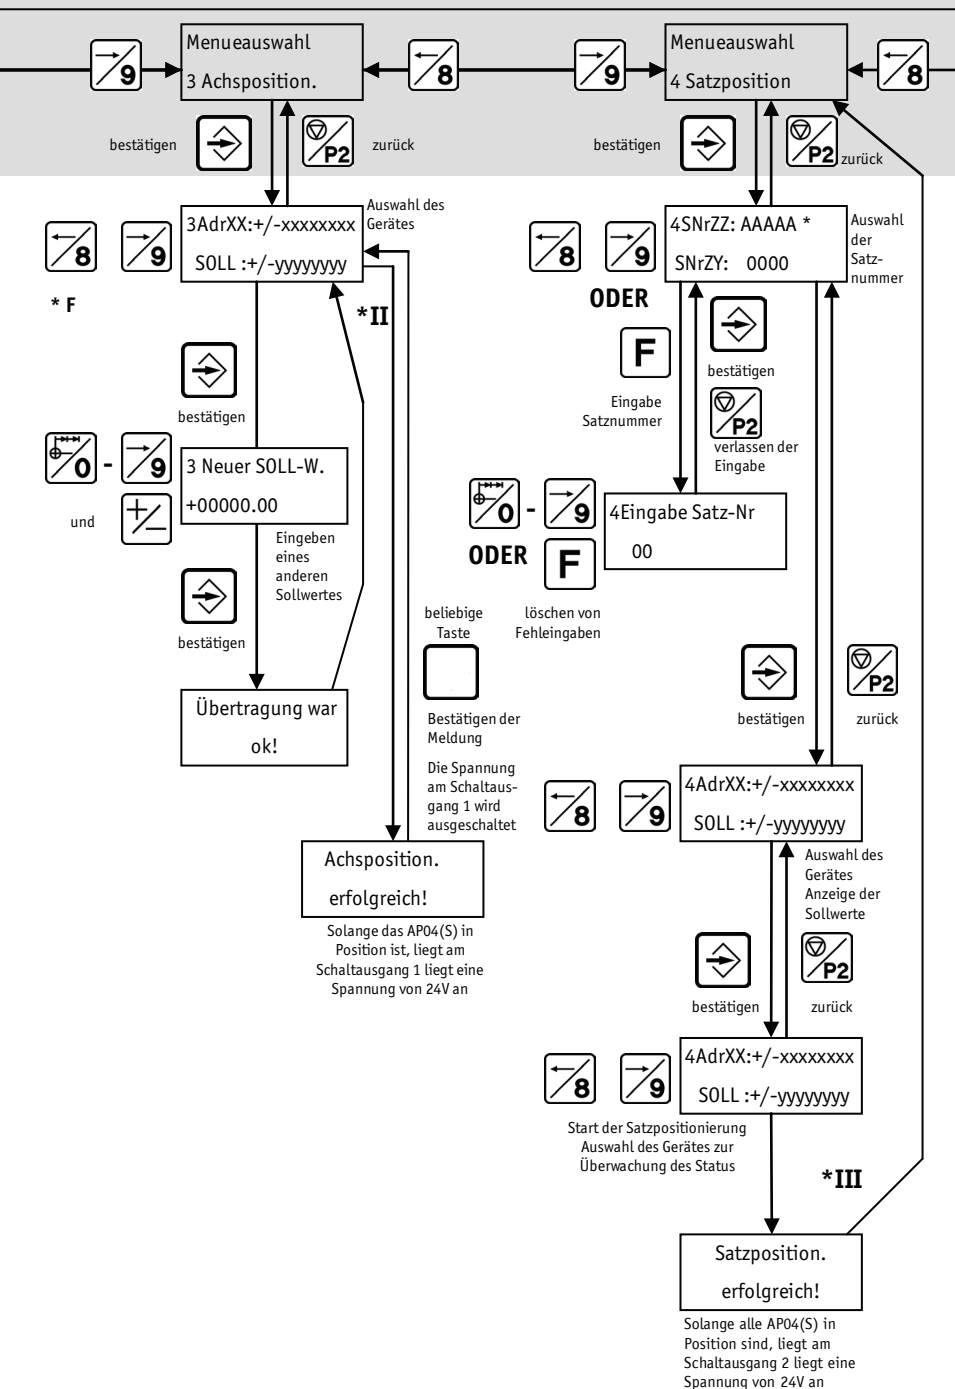 Menueauswahl
3 Achsposition.
Menueauswahl
4 Satzposition
9
8
9
8
bestätigen
P2
zurück
bestätigen
P2
zurück
8
9
* F
3AdrXX:+/-xxxxxxxx
SOLL :+/-yyyyyyyy
Auswahl des
Gerätes
*II
bestätigen
0
-
9
und
+/-
3 Neuer SOLL-W.
+00000.00
Eingeben
eines
anderen
Sollwertes
bestätigen
Übertragung war
ok!
beliebige
Taste
Bestätigen der
Meldung
Die Spannung
am Schaltaus-
gang 1 wird
ausgeschaltet
Achsposition.
erfolgreich!
Solange das AP04(S) in
Position ist, liegt am
Schaltausgang 1 liegt eine
Spannung von 24V an
8
9
ODER
4SNrZZ: AAAAA *
SNrZY: 0000
Auswahl
der
Satz-
nummer
F
Eingabe
Satznummer
bestätigen
P2
verlassen der
Eingabe
0
-
9
ODER
F
löschen von
Fehleingaben
4Eingabe Satz-Nr
00
bestätigen
P2
zurück
8
9
4AdrXX:+/-xxxxxxxx
SOLL :+/-yyyyyyyy
Auswahl des
Gerätes
Anzeige der
Sollwerte
bestätigen
P2
zurück
8
9
4AdrXX:+/-xxxxxxxx
SOLL :+/-yyyyyyyy
Start der Satzpositionierung
Auswahl des Gerätes zur
Überwachung des Status
*III
Satzposition.
erfolgreich!
Solange alle AP04(S) in
Position sind, liegt am
Schaltausgang 2 liegt eine
Spannung von 24V an